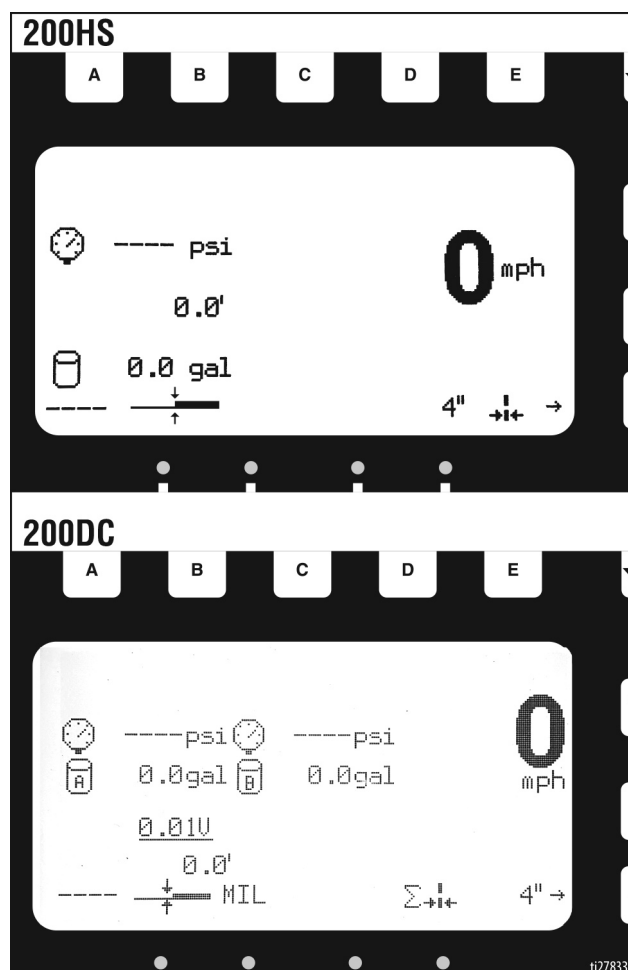 200HS
A B C D E
---- psi
0
mph
0.0'
0.0 gal
---- 4" →
200DC
A B C D E
0
----psi ----psi
A 0.0gal B 0.0gal
mph
0.01V
0.0'
---- MIL Σ 4" →
ti27833